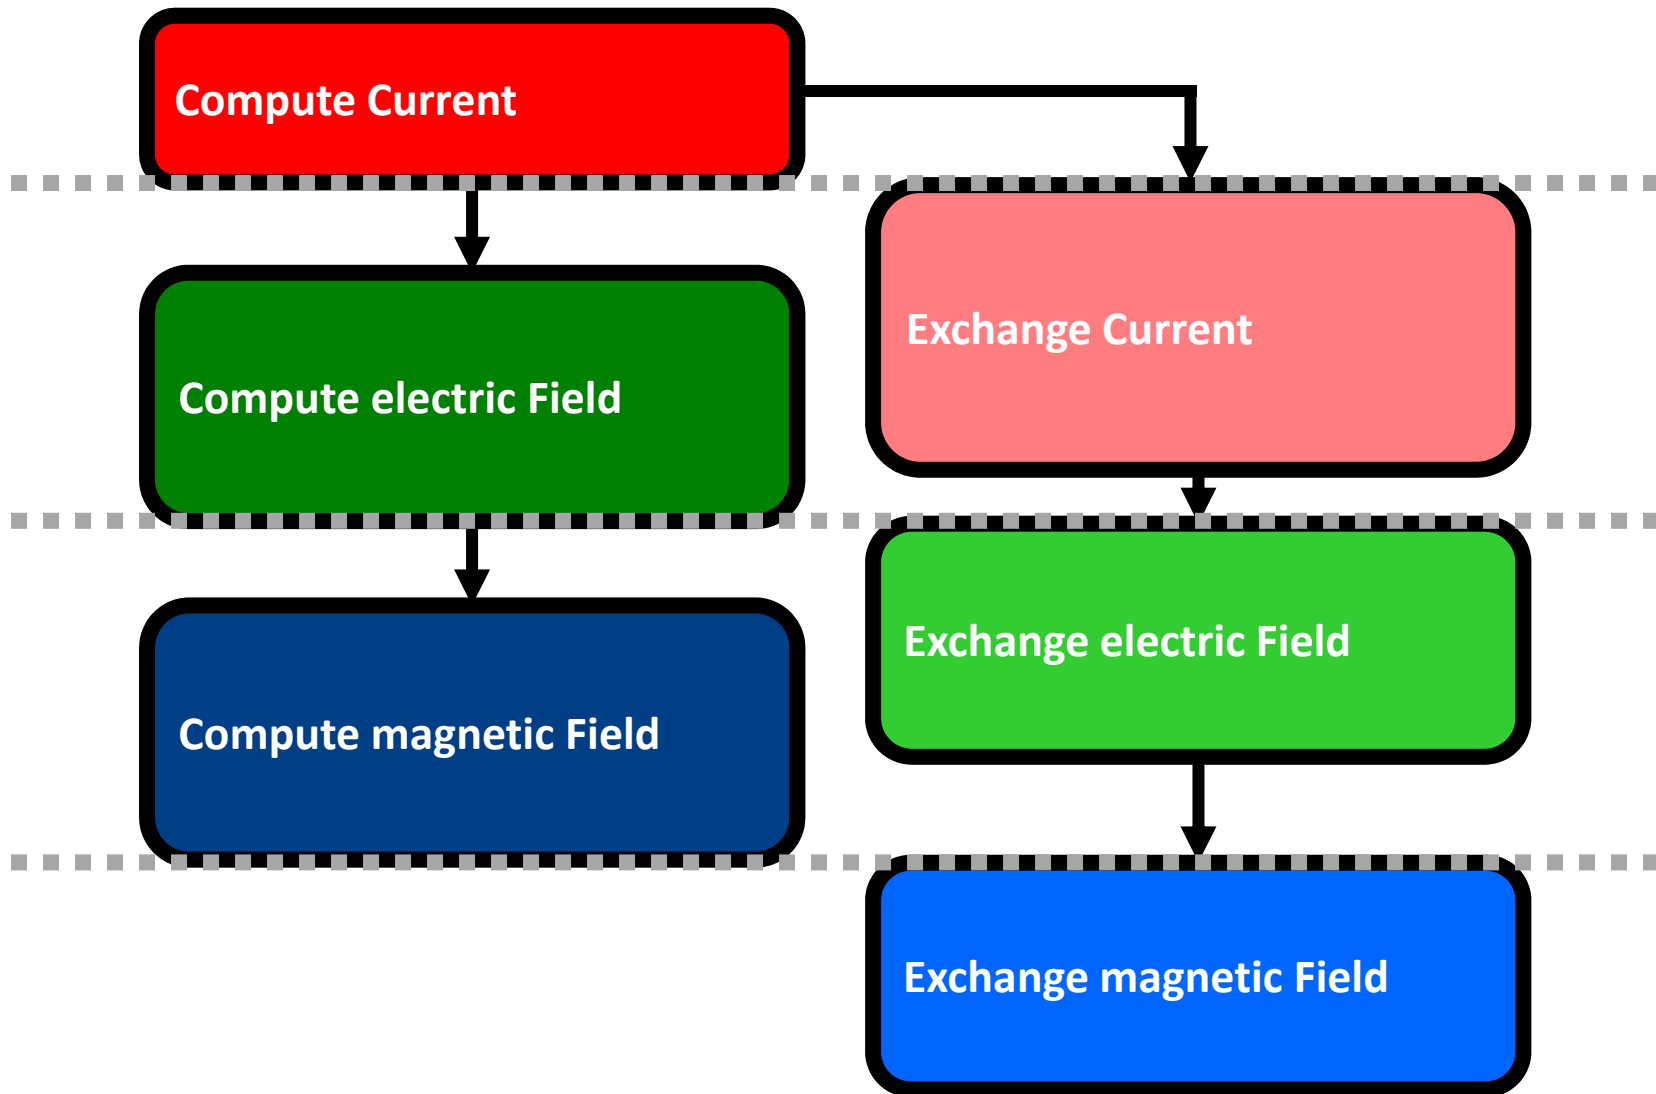 Compute Current
Exchange Current
Compute electric Field
Exchange electric Field
Compute magnetic Field
Exchange magnetic Field